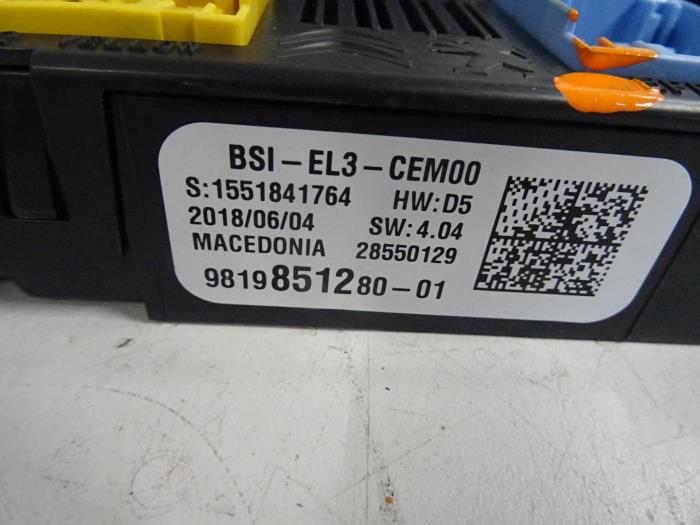 BSI-EL3-CEM00
S:1551841764 HW:D5
2018/06/04 SW:4.04
MACEDONIA 28550129
9819851280-01